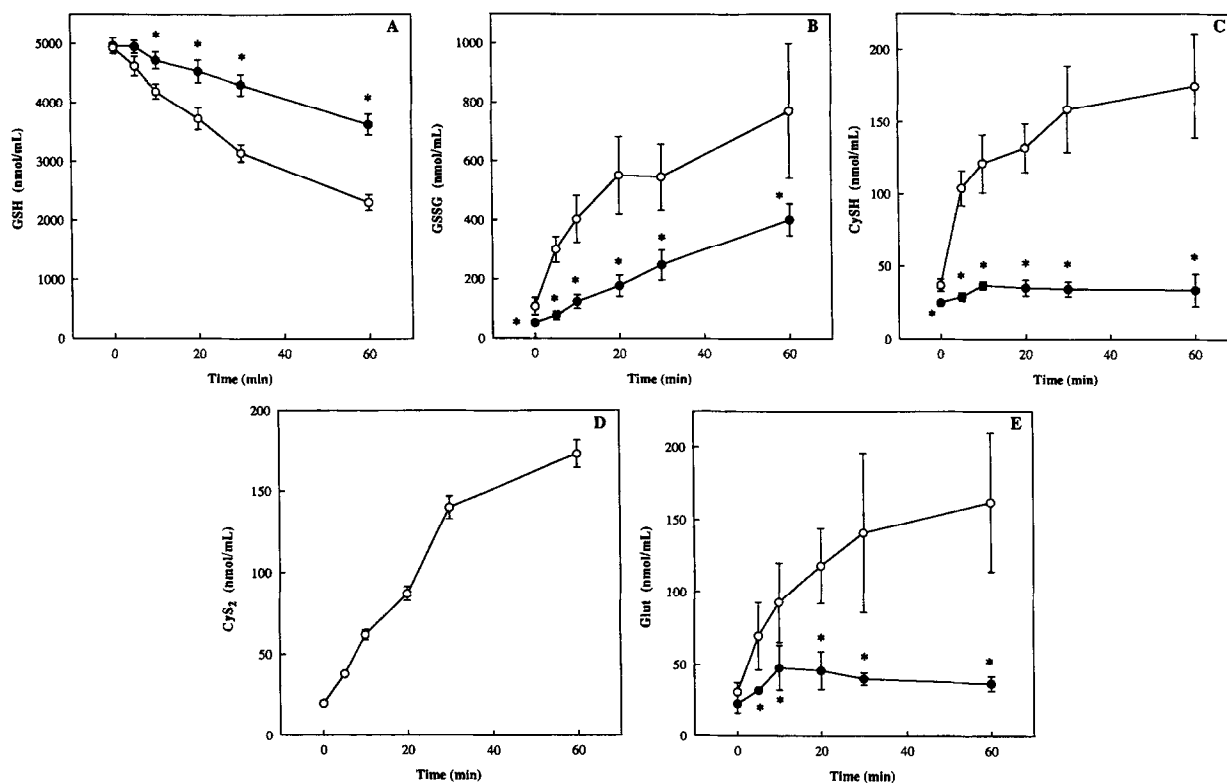 A
GSH (nmol/mL)
5000
4000
3000
2000
1000
0
* * * *
0 20 40 60
Time (min)
B
GSSG (nmol/mL)
1000
800
600
400
200
0
* * * * * *
0 20 40 60
Time (min)
C
CySH (nmol/mL)
200
150
100
50
0
* * * * * *
0 20 40 60
Time (min)
D
CyS₂ (nmol/mL)
200
150
100
50
0
0 20 40 60
Time (min)
E
Glut (nmol/mL)
200
150
100
50
0
* * * * *
0 20 40 60
Time (min)